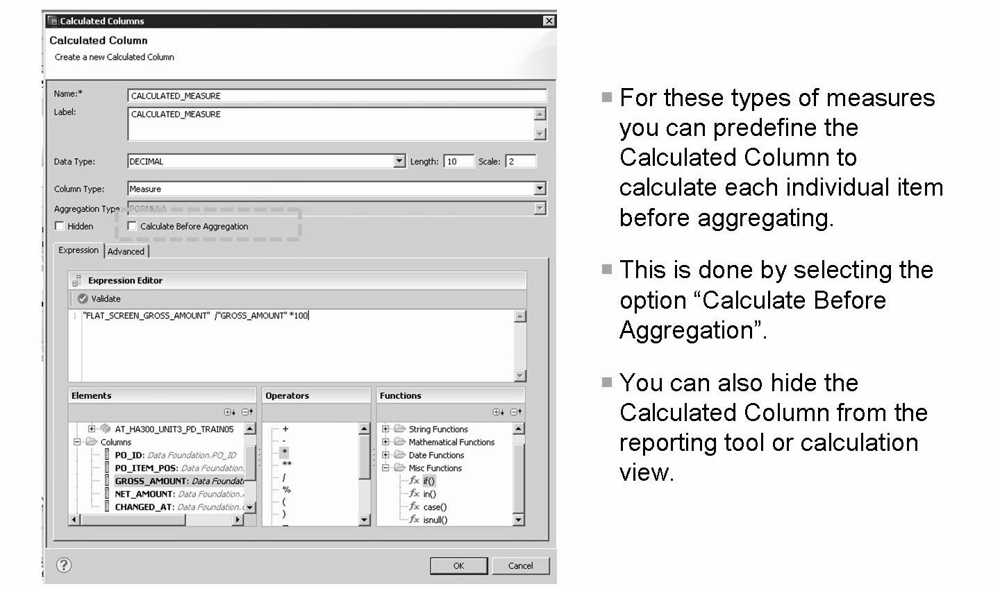 Calculated Columns
Calculated Column
Create a new Calculated Column
Name:* CALCULATED_MEASURE
Label: CALCULATED_MEASURE
Data Type: DECIMAL Length: 10 Scale: 2
Column Type: Measure
Aggregation Type: FORMULA
Hidden Calculate Before Aggregation
Expression Advanced
Expression Editor
Validate
1 "FLAT_SCREEN_GROSS_AMOUNT" /"GROSS_AMOUNT" *100
Elements
AT_HA300_UNIT3_PD_TRAIN05
Columns
PO_ID: Data Foundation.PO_ID
PO_ITEM_POS: Data Foundation.
GROSS_AMOUNT: Data Foundat
NET_AMOUNT: Data Foundation.
CHANGED_AT: Data Foundation.
Operators
+
-
*
**
/
%
(
)
Functions
String Functions
Mathematical Functions
Date Functions
Misc Functions
fx if()
fx in()
fx case()
fx isnull()
?
OK Cancel
For these types of measures
you can predefine the
Calculated Column to
calculate each individual item
before aggregating.
This is done by selecting the
option “Calculate Before
Aggregation”.
You can also hide the
Calculated Column from the
reporting tool or calculation
view.